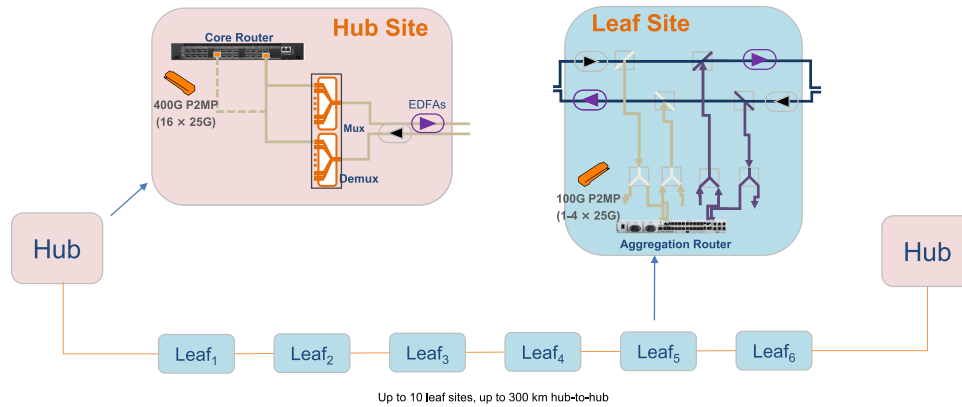 Hub Site
Core Router
400G P2MP
(16 × 25G)
EDFAs
Mux
Demux
Leaf Site
100G P2MP
(1-4 × 25G)
Aggregation Router
Hub
Hub
Leaf1
Leaf2
Leaf3
Leaf4
Leaf5
Leaf6
Up to 10 leaf sites, up to 300 km hub-to-hub